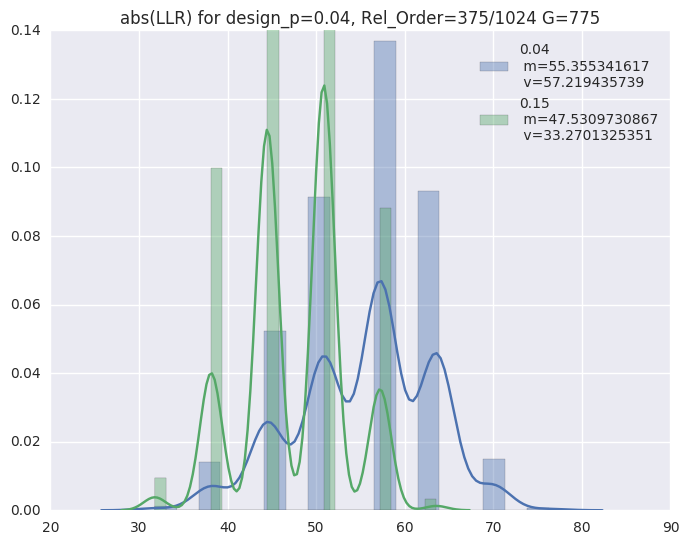 abs(LLR) for design_p=0.04, Rel_Order=375/1024 G=775
0.14
0.12
0.10
0.08
0.06
0.04
0.02
0.00
20 30 40 50 60 70 80 90
0.04
m=55.355341617
v=57.219435739
0.15
m=47.5309730867
v=33.2701325351